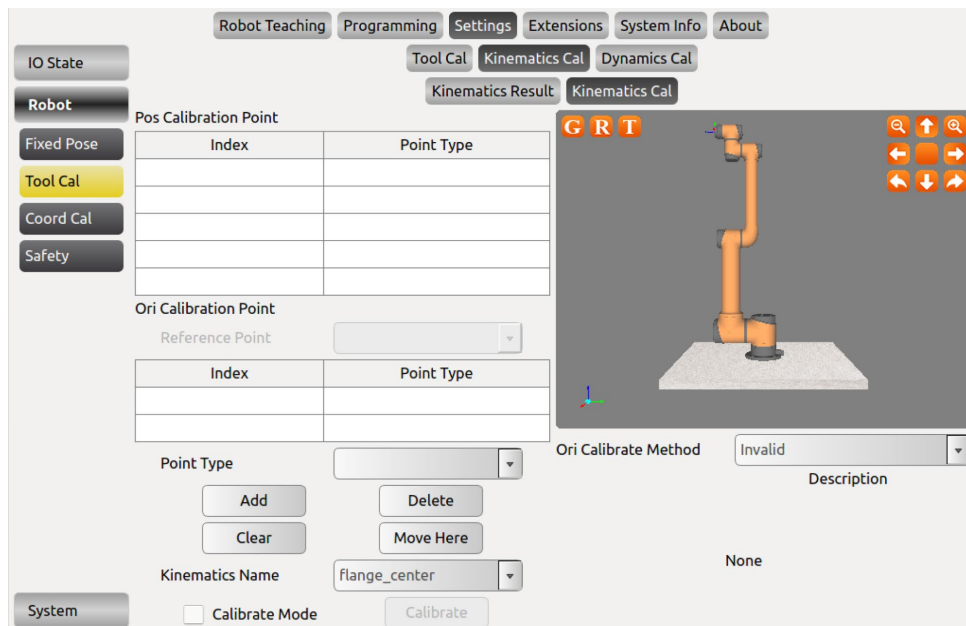 Robot Teaching Programming Settings Extensions System Info About
IO State
Robot
Fixed Pose
Tool Cal
Coord Cal
Safety
System
Tool Cal Kinematics Cal Dynamics Cal
Kinematics Result Kinematics Cal
Pos Calibration Point
Index Point Type
Ori Calibration Point
Reference Point
Index Point Type
Point Type
Add Delete
Clear Move Here
Kinematics Name flange_center
Calibrate Mode Calibrate
G R T
Ori Calibrate Method Invalid
Description
None